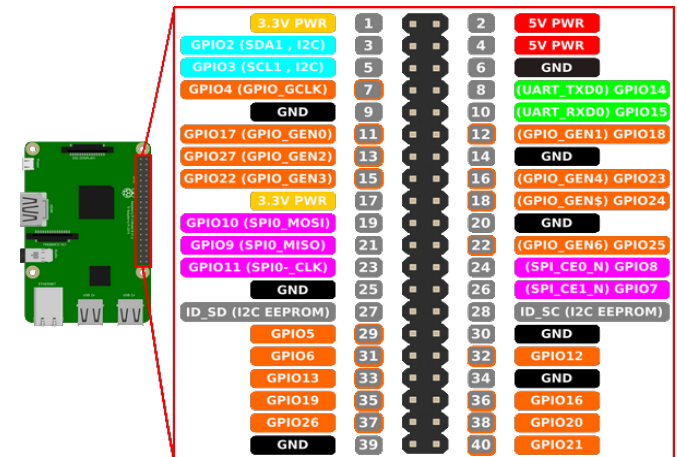 3.3V PWR 1 2 5V PWR
GPIO2 (SDA1 , I2C) 3 4 5V PWR
GPIO3 (SCL1 , I2C) 5 6 GND
GPIO4 (GPIO_GCLK) 7 8 (UART_TXD0) GPIO14
GND 9 10 (UART_RXD0) GPIO15
GPIO17 (GPIO_GEN0) 11 12 (GPIO_GEN1) GPIO18
GPIO27 (GPIO_GEN2) 13 14 GND
GPIO22 (GPIO_GEN3) 15 16 (GPIO_GEN4) GPIO23
3.3V PWR 17 18 (GPIO_GEN$) GPIO24
GPIO10 (SPI0_MOSI) 19 20 GND
GPIO9 (SPI0_MISO) 21 22 (GPIO_GEN6) GPIO25
GPIO11 (SPI0-_CLK) 23 24 (SPI_CE0_N) GPIO8
GND 25 26 (SPI_CE1_N) GPIO7
ID_SD (I2C EEPROM) 27 28 ID_SC (I2C EEPROM)
GPIO5 29 30 GND
GPIO6 31 32 GPIO12
GPIO13 33 34 GND
GPIO19 35 36 GPIO16
GPIO26 37 38 GPIO20
GND 39 40 GPIO21